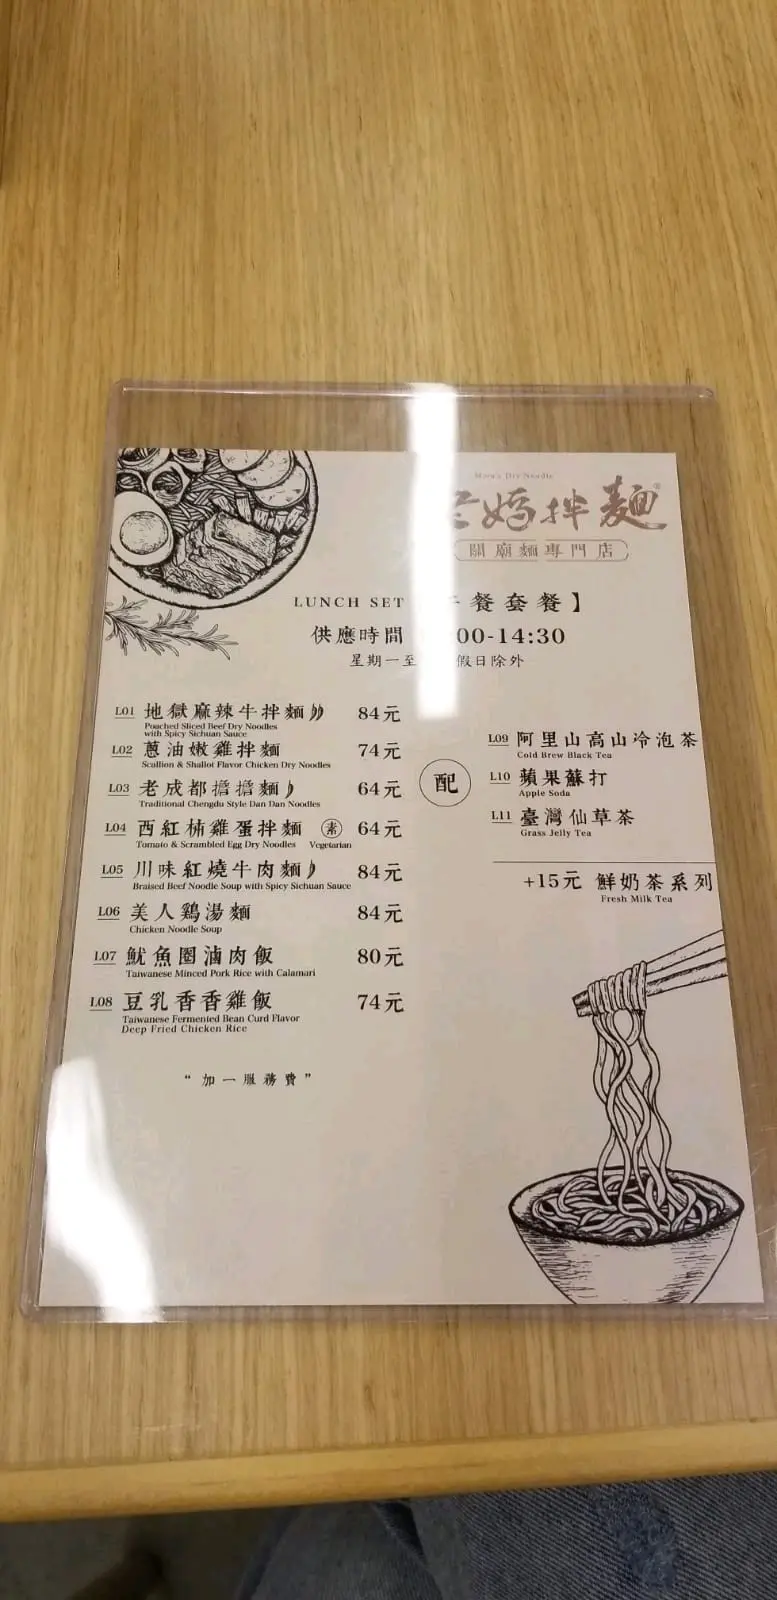 Mom's Dry Noodle
媽拌麵
關廟麵專門店
LUNCH SET 餐套餐】
供應時間 00-14:30
星期一至 假日除外
L01 地獄麻辣牛拌麵 84元
Poached Sliced Beef Dry Noodles
with Spicy Sichuan Sauce
L02 蔥油嫩雞拌麵 74元
Scallion & Shallot Flavor Chicken Dry Noodles
L03 老成都擔擔麵 64元
Traditional Chengdu Style Dan Dan Noodles
L04 西紅柿雞蛋拌麵 素 64元
Tomato & Scrambled Egg Dry Noodles Vegetarian
L05 川味紅燒牛肉麵 84元
Braised Beef Noodle Soup with Spicy Sichuan Sauce
L06 美人鷄湯麵 84元
Chicken Noodle Soup
L07 魷魚圈滷肉飯 80元
Taiwanese Minced Pork Rice with Calamari
L08 豆乳香香雞飯 74元
Taiwanese Fermented Bean Curd Flavor
Deep Fried Chicken Rice
“加一服務費”
配
L09 阿里山高山冷泡茶
Cold Brew Black Tea
L10 蘋果蘇打
Apple Soda
L11 臺灣仙草茶
Grass Jelly Tea
+15元 鮮奶茶系列
Fresh Milk Tea